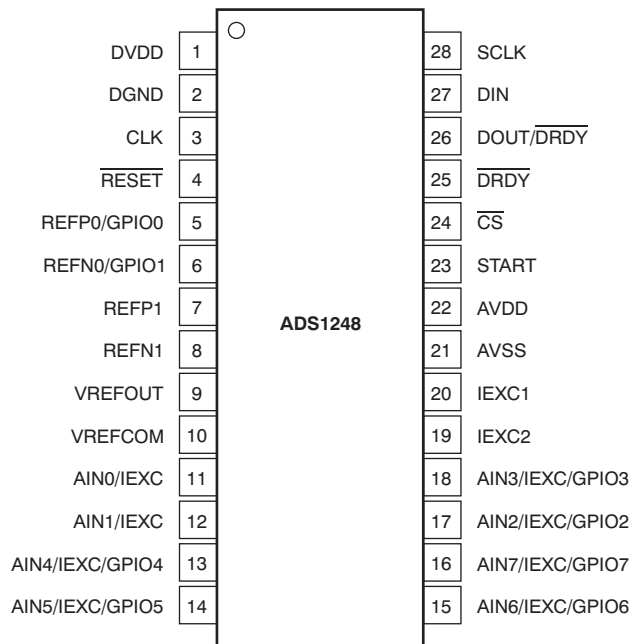 DVDD 1 28 SCLK
DGND 2 27 DIN
CLK 3 26 DOUT/DRDY
RESET 4 25 DRDY
REFP0/GPIO0 5 24 CS
REFN0/GPIO1 6 23 START
REFP1 7 22 AVDD
ADS1248
REFN1 8 21 AVSS
VREFOUT 9 20 IEXC1
VREFCOM 10 19 IEXC2
AIN0/IEXC 11 18 AIN3/IEXC/GPIO3
AIN1/IEXC 12 17 AIN2/IEXC/GPIO2
AIN4/IEXC/GPIO4 13 16 AIN7/IEXC/GPIO7
AIN5/IEXC/GPIO5 14 15 AIN6/IEXC/GPIO6